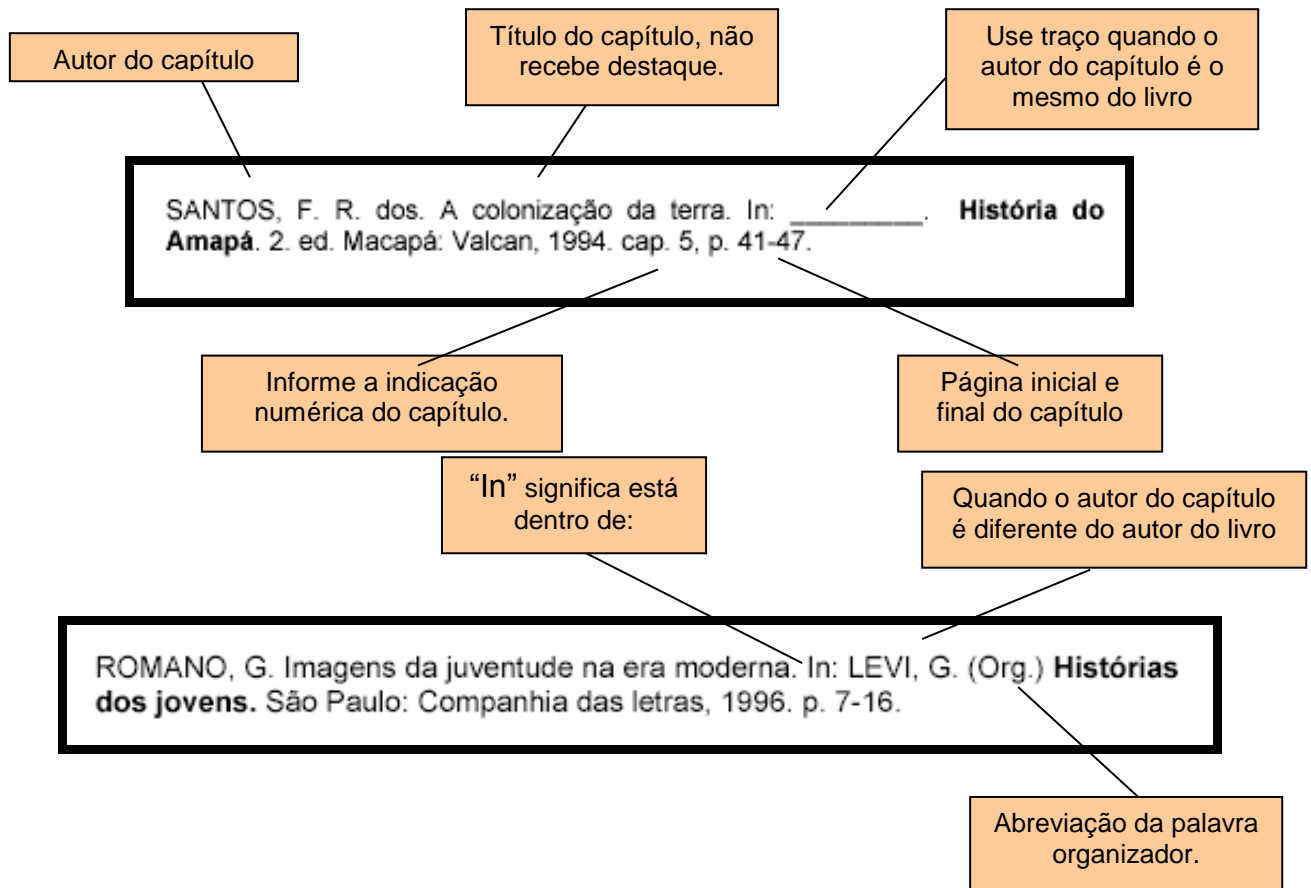 Autor do capítulo
Título do capítulo, não
recebe destaque.
Use traço quando o
autor do capítulo é o
mesmo do livro
SANTOS, F. R. dos. A colonização da terra. In: _________. História do
Amapá. 2. ed. Macapá: Valcan, 1994. cap. 5, p. 41-47.
Informe a indicação
numérica do capítulo.
Página inicial e
final do capítulo
“In” significa está
dentro de:
Quando o autor do capítulo
é diferente do autor do livro
ROMANO, G. Imagens da juventude na era moderna. In: LEVI, G. (Org.) Histórias
dos jovens. São Paulo: Companhia das letras, 1996. p. 7-16.
Abreviação da palavra
organizador.